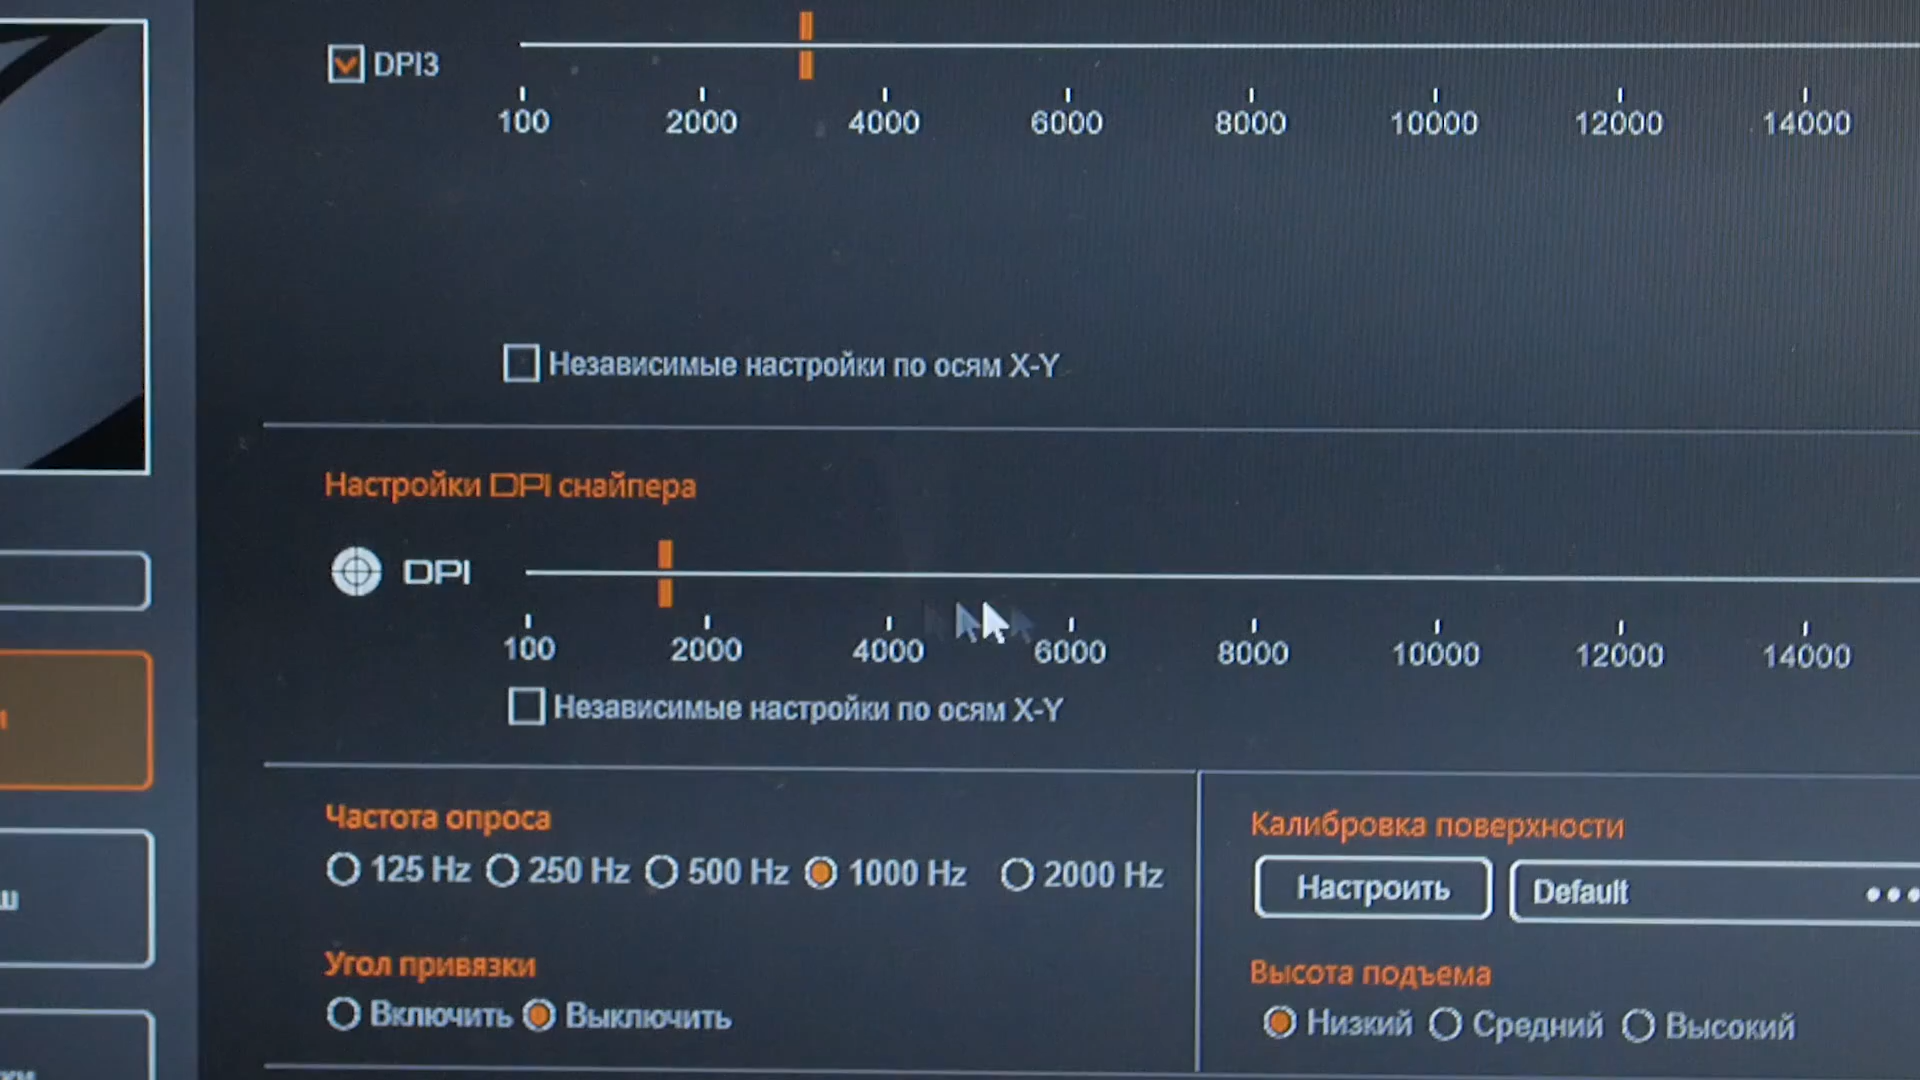 DPI3
100 2000 4000 6000 8000 10000 12000 14000
Независимые настройки по осям X-Y
Настройки DPI снайпера
DPI
100 2000 4000 6000 8000 10000 12000 14000
Независимые настройки по осям X-Y
Частота опроса
125 Hz 250 Hz 500 Hz 1000 Hz 2000 Hz
Угол привязки
Включить Выключить
Калибровка поверхности
Настроить Default
Высота подъема
Низкий Средний Высокий